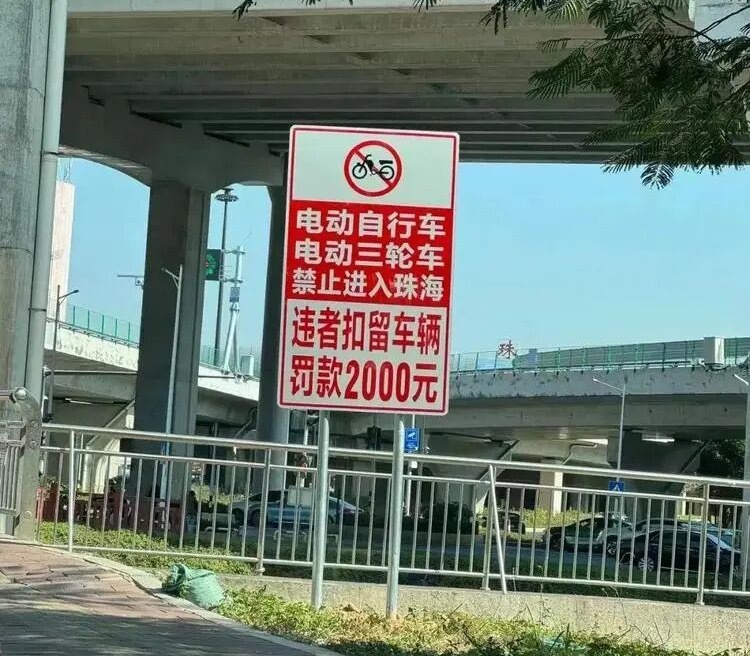 电动自行车
电动三轮车
禁止进入珠海
违者扣留车辆
罚款2000元
珠